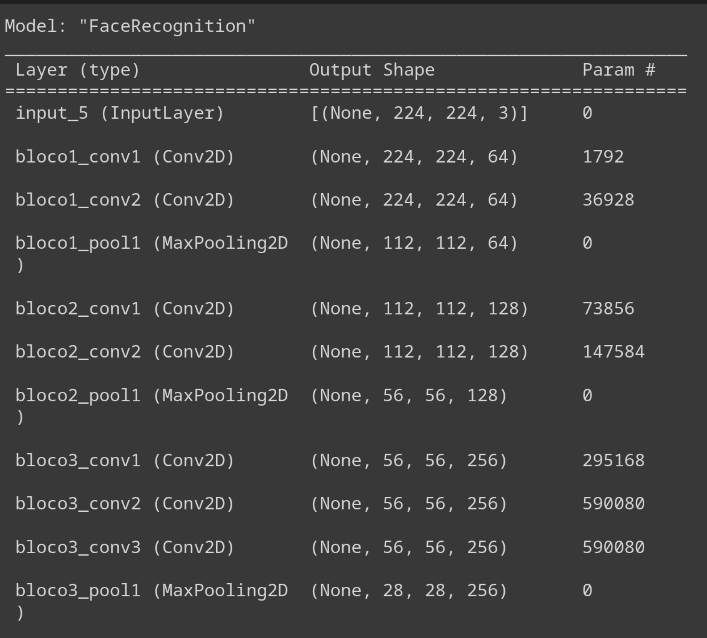 Model: "FaceRecognition"
_________________________________________________________________
Layer (type)                Output Shape              Param #
=================================================================
input_5 (InputLayer)        [(None, 224, 224, 3)]     0
bloco1_conv1 (Conv2D)       (None, 224, 224, 64)      1792
bloco1_conv2 (Conv2D)       (None, 224, 224, 64)      36928
bloco1_pool1 (MaxPooling2D  (None, 112, 112, 64)      0
)
bloco2_conv1 (Conv2D)       (None, 112, 112, 128)     73856
bloco2_conv2 (Conv2D)       (None, 112, 112, 128)     147584
bloco2_pool1 (MaxPooling2D  (None, 56, 56, 128)       0
)
bloco3_conv1 (Conv2D)       (None, 56, 56, 256)       295168
bloco3_conv2 (Conv2D)       (None, 56, 56, 256)       590080
bloco3_conv3 (Conv2D)       (None, 56, 56, 256)       590080
bloco3_pool1 (MaxPooling2D  (None, 28, 28, 256)       0
)